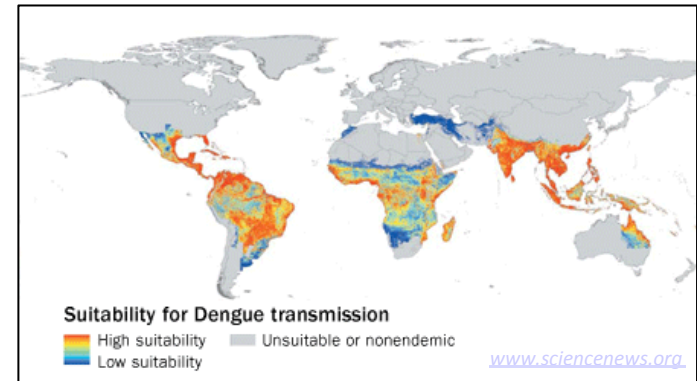 Suitability for Dengue transmission
High suitability Unsuitable or nonendemic
Low suitability
www.sciencenews.org